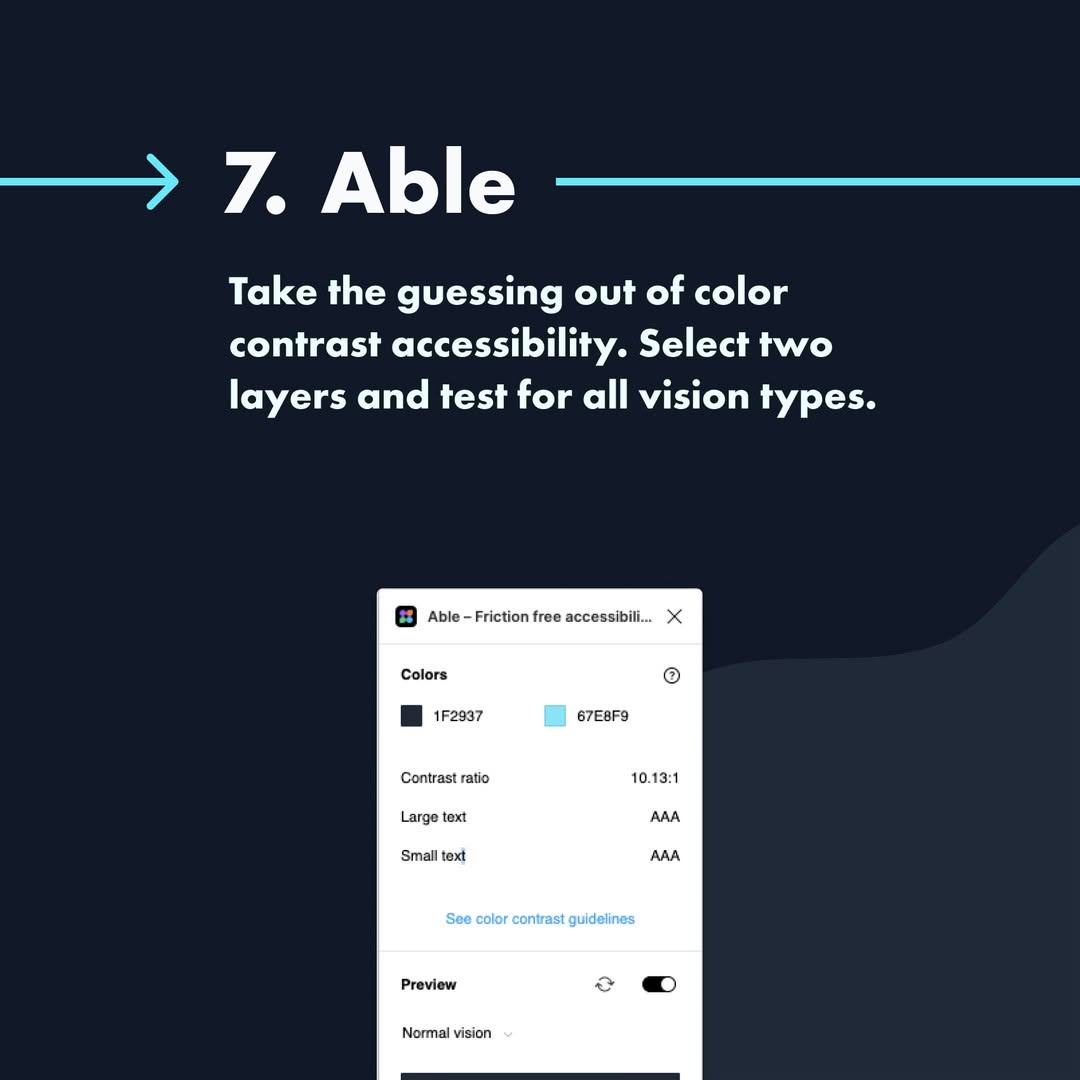 7. Able
Take the guessing out of color
contrast accessibility. Select two
layers and test for all vision types.
Able – Friction free accessibili...
Colors
?
1F2937 67E8F9
Contrast ratio 10.13:1
Large text AAA
Small text AAA
See color contrast guidelines
Preview
Normal vision